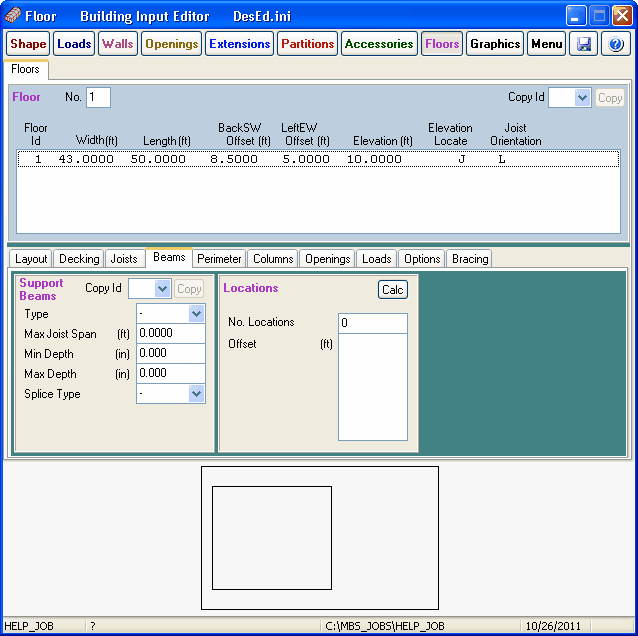 Floor Building Input Editor DesEd.ini
Shape Loads Walls Openings Extensions Partitions Accessories Floors Graphics Menu
Floors
Floor No. 1 Copy Id Copy
Floor Id Width(ft) Length(ft) BackSW Offset(ft) LeftEW Offset(ft) Elevation(ft) Elevation Locate Joist Orientation
1 43.0000 50.0000 8.5000 5.0000 10.0000 J L
Layout Decking Joists Beams Perimeter Columns Openings Loads Options Bracing
Support Beams Copy Id Copy
Type -
Max Joist Span (ft) 0.0000
Min Depth (in) 0.000
Max Depth (in) 0.000
Splice Type -
Locations Calc
No. Locations 0
Offset (ft)
HELP_JOB ? C:\MBS_JOBS\HELP_JOB 10/26/2011